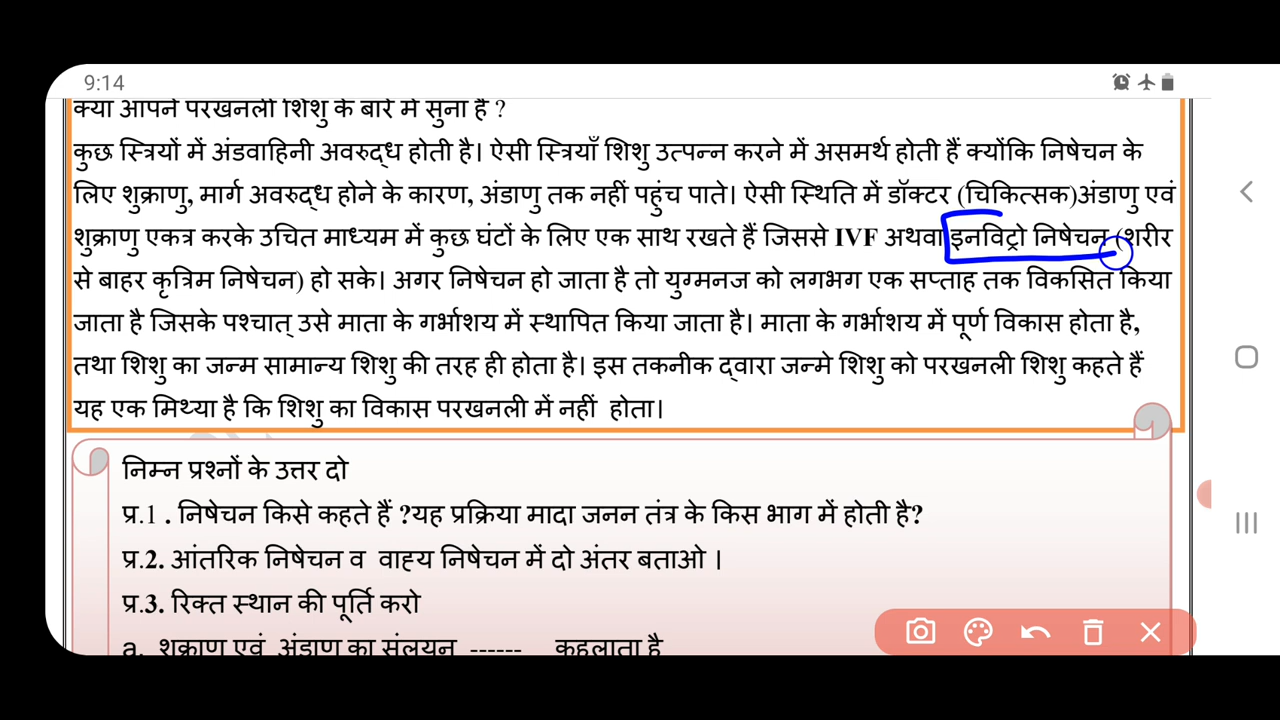 9:14
क्या आपने परखनली शिशु के बारे में सुना है ?
कुछ स्त्रियों में अंडवाहिनी अवरुद्ध होती है। ऐसी स्त्रियाँ शिशु उत्पन्न करने में असमर्थ होती हैं क्योंकि निषेचन के
लिए शुक्राणु, मार्ग अवरुद्ध होने के कारण, अंडाणु तक नहीं पहुंच पाते। ऐसी स्थिति में डॉक्टर (चिकित्सक)अंडाणु एवं
शुक्राणु एकत्र करके उचित माध्यम में कुछ घंटों के लिए एक साथ रखते हैं जिससे IVF अथवा इनविट्रो निषेचन (शरीर
से बाहर कृत्रिम निषेचन) हो सके। अगर निषेचन हो जाता है तो युग्मनज को लगभग एक सप्ताह तक विकसित किया
जाता है जिसके पश्चात् उसे माता के गर्भाशय में स्थापित किया जाता है। माता के गर्भाशय में पूर्ण विकास होता है,
तथा शिशु का जन्म सामान्य शिशु की तरह ही होता है। इस तकनीक द्वारा जन्मे शिशु को परखनली शिशु कहते हैं
यह एक मिथ्या है कि शिशु का विकास परखनली में नहीं होता।
निम्न प्रश्नों के उत्तर दो
प्र.1 . निषेचन किसे कहते हैं ?यह प्रक्रिया मादा जनन तंत्र के किस भाग में होती है?
प्र.2. आंतरिक निषेचन व वाह्य निषेचन में दो अंतर बताओ ।
प्र.3. रिक्त स्थान की पूर्ति करो
a. शुक्राणु एवं अंडाणु का संलयन ------ कहलाता है